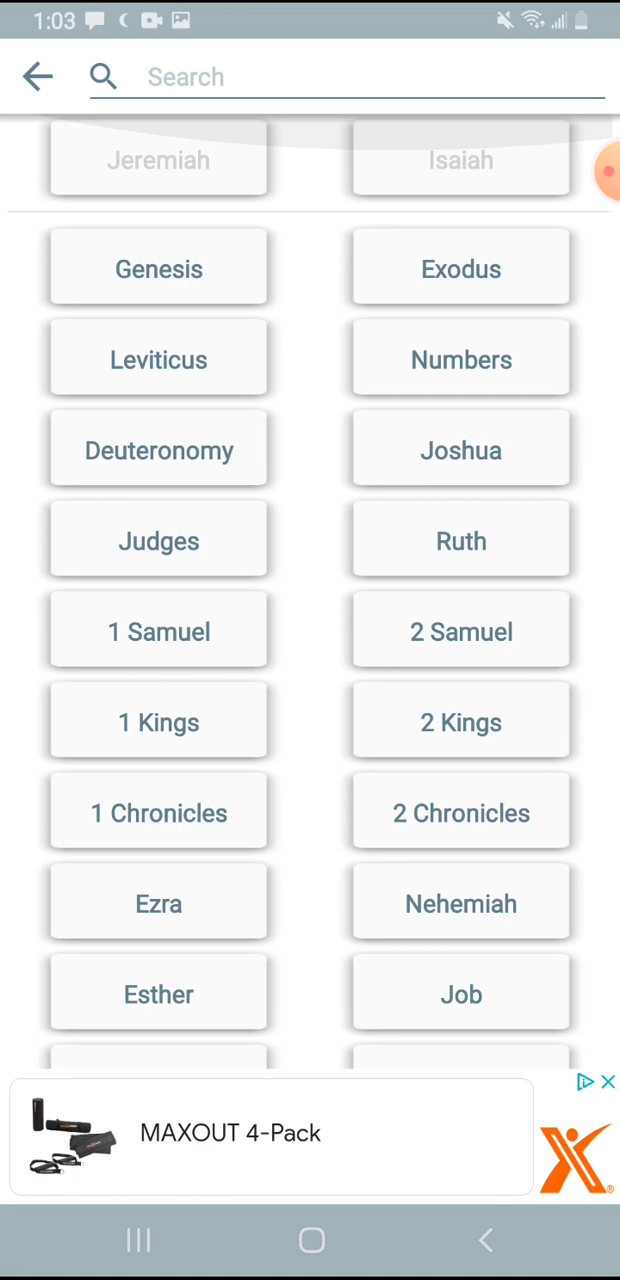 1:03
Search
Jeremiah Isaiah
Genesis Exodus
Leviticus Numbers
Deuteronomy Joshua
Judges Ruth
1 Samuel 2 Samuel
1 Kings 2 Kings
1 Chronicles 2 Chronicles
Ezra Nehemiah
Esther Job
MAXOUT 4-Pack